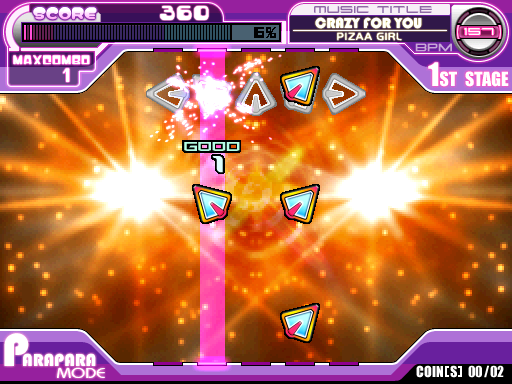 SCORE 360
6%
MAXCOMBO
1
MUSIC TITLE
CRAZY FOR YOU
PIZAA GIRL
BPM
157
1ST STAGE
GOOD
1
PARAPARA
MODE
COIN[S] 00/02